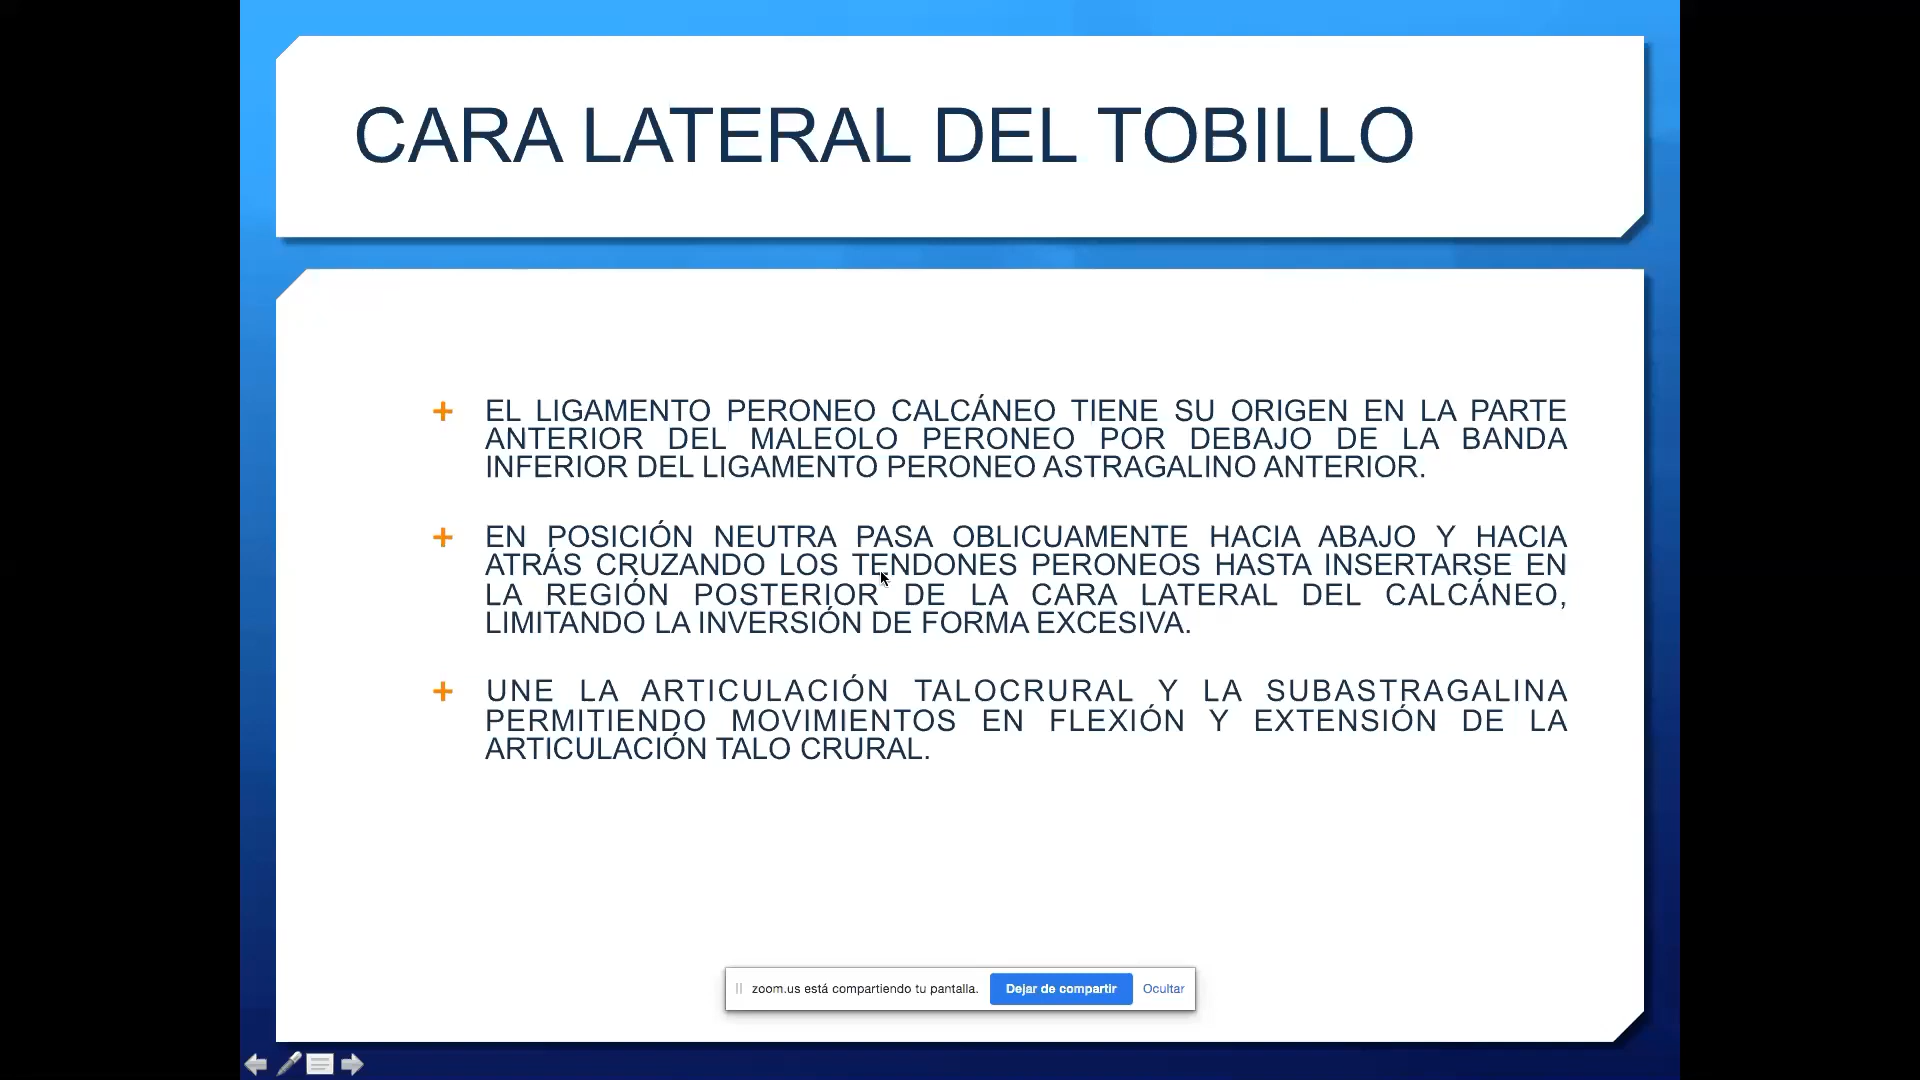 CARA LATERAL DEL TOBILLO
EL LIGAMENTO PERONEO CALCÁNEO TIENE SU ORIGEN EN LA PARTE
ANTERIOR DEL MALEOLO PERONEO POR DEBAJO DE LA BANDA
INFERIOR DEL LIGAMENTO PERONEO ASTRAGALINO ANTERIOR.
EN POSICIÓN NEUTRA PASA OBLICUAMENTE HACIA ABAJO Y HACIA
ATRÁS CRUZANDO LOS TENDONES PERONEOS HASTA INSERTARSE EN
LA REGIÓN POSTERIOR DE LA CARA LATERAL DEL CALCÁNEO,
LIMITANDO LA INVERSIÓN DE FORMA EXCESIVA.
UNE LA ARTICULACIÓN TALOCRURAL Y LA SUBASTRAGALINA
PERMITIENDO MOVIMIENTOS EN FLEXIÓN Y EXTENSIÓN DE LA
ARTICULACIÓN TALO CRURAL.
zoom.us está compartiendo tu pantalla. Dejar de compartir Ocultar